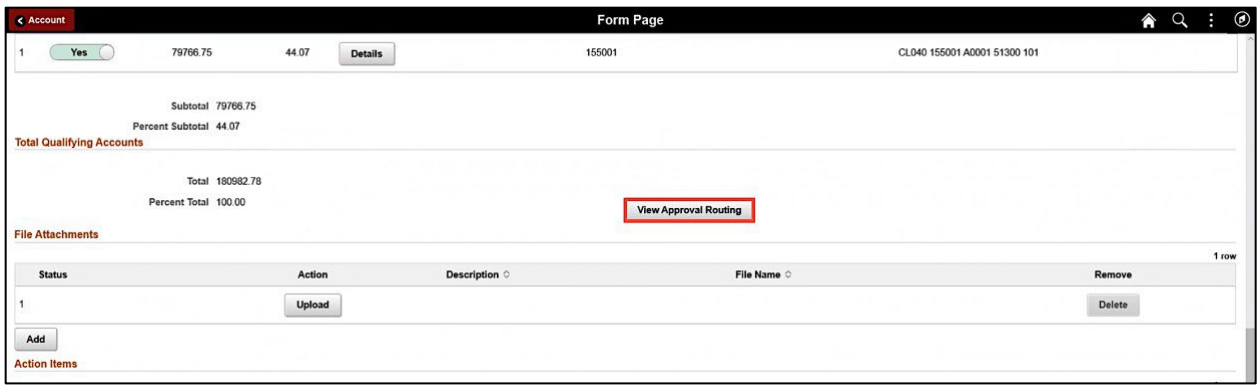 Account
Form Page
1 Yes 79766.75 44.07 Details 155001 CL040 155001 A0001 51300 101
Subtotal 79766.75
Percent Subtotal 44.07
Total Qualifying Accounts
Total 180982.78
Percent Total 100.00
View Approval Routing
File Attachments
1 row
Status Action Description File Name Remove
1 Upload Delete
Add
Action Items